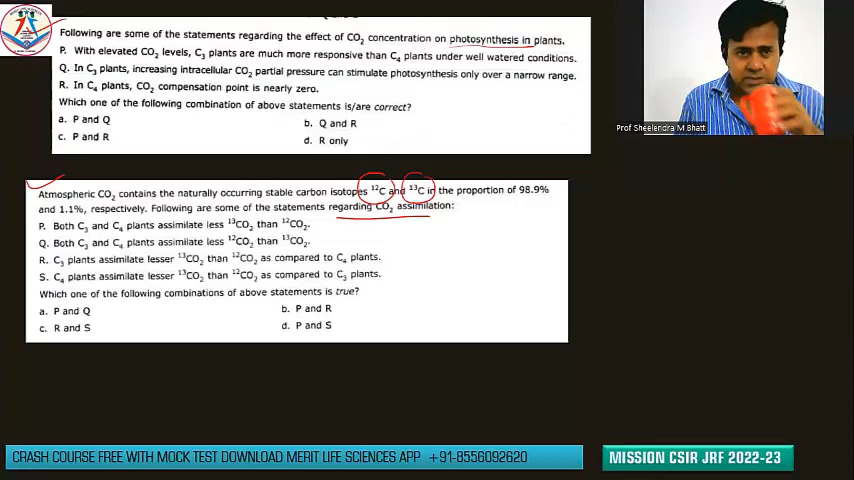 Following are some of the statements regarding the effect of CO₂ concentration on photosynthesis in plants.
P. With elevated CO₂ levels, C₃ plants are much more responsive than C₄ plants under well watered conditions.
Q. In C₃ plants, increasing intracellular CO₂ partial pressure can stimulate photosynthesis only over a narrow range.
R. In C₄ plants, CO₂ compensation point is nearly zero.
Which one of the following combination of above statements is/are correct?
a. P and Q
b. Q and R
c. P and R
d. R only
Prof Sheelendra M Bhatt
Atmospheric CO₂ contains the naturally occurring stable carbon isotopes ¹²C and ¹³C in the proportion of 98.9%
and 1.1%, respectively. Following are some of the statements regarding CO₂ assimilation:
P. Both C₃ and C₄ plants assimilate less ¹³CO₂ than ¹²CO₂.
Q. Both C₃ and C₄ plants assimilate less ¹²CO₂ than ¹³CO₂.
R. C₃ plants assimilate lesser ¹³CO₂ than ¹²CO₂ as compared to C₄ plants.
S. C₄ plants assimilate lesser ¹³CO₂ than ¹²CO₂ as compared to C₃ plants.
Which one of the following combinations of above statements is true?
a. P and Q
b. P and R
c. R and S
d. P and S
CRASH COURSE FREE WITH MOCK TEST DOWNLOAD MERIT LIFE SCIENCES APP +91-8556092620
MISSION CSIR JRF 2022-23